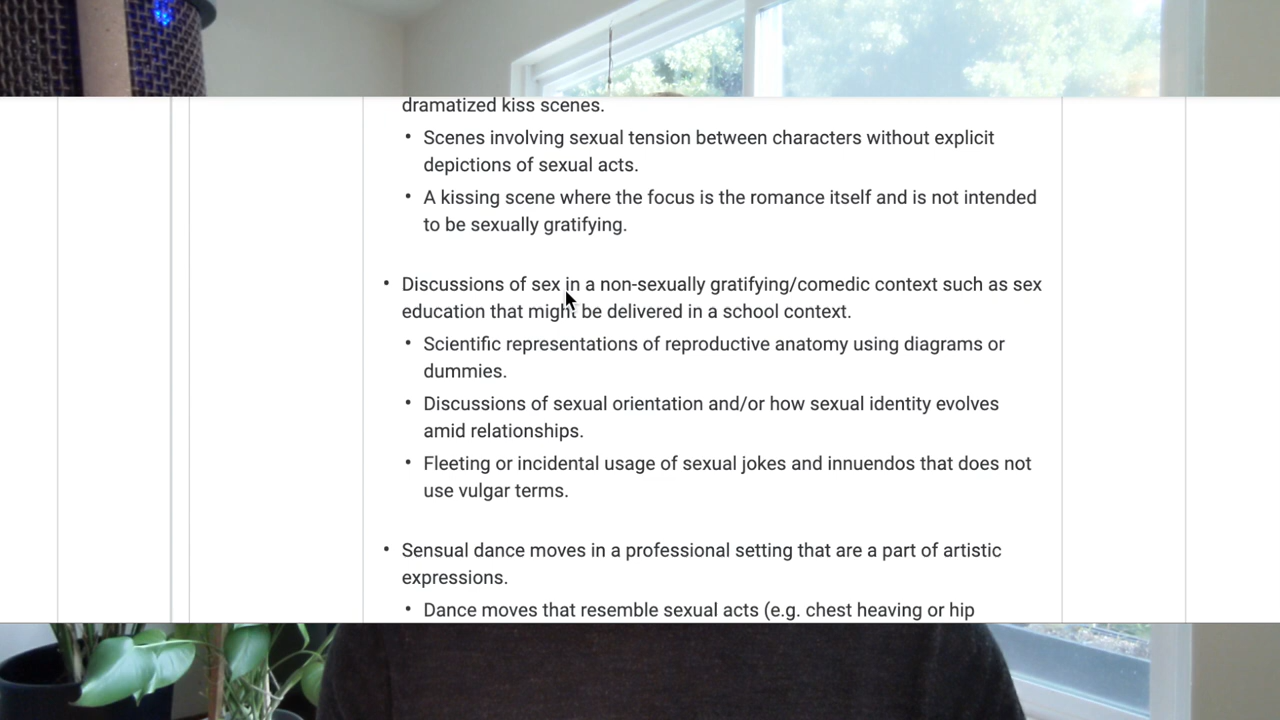 dramatized kiss scenes.
• Scenes involving sexual tension between characters without explicit
depictions of sexual acts.
• A kissing scene where the focus is the romance itself and is not intended
to be sexually gratifying.
• Discussions of sex in a non-sexually gratifying/comedic context such as sex
education that might be delivered in a school context.
• Scientific representations of reproductive anatomy using diagrams or
dummies.
• Discussions of sexual orientation and/or how sexual identity evolves
amid relationships.
• Fleeting or incidental usage of sexual jokes and innuendos that does not
use vulgar terms.
• Sensual dance moves in a professional setting that are a part of artistic
expressions.
• Dance moves that resemble sexual acts (e.g. chest heaving or hip